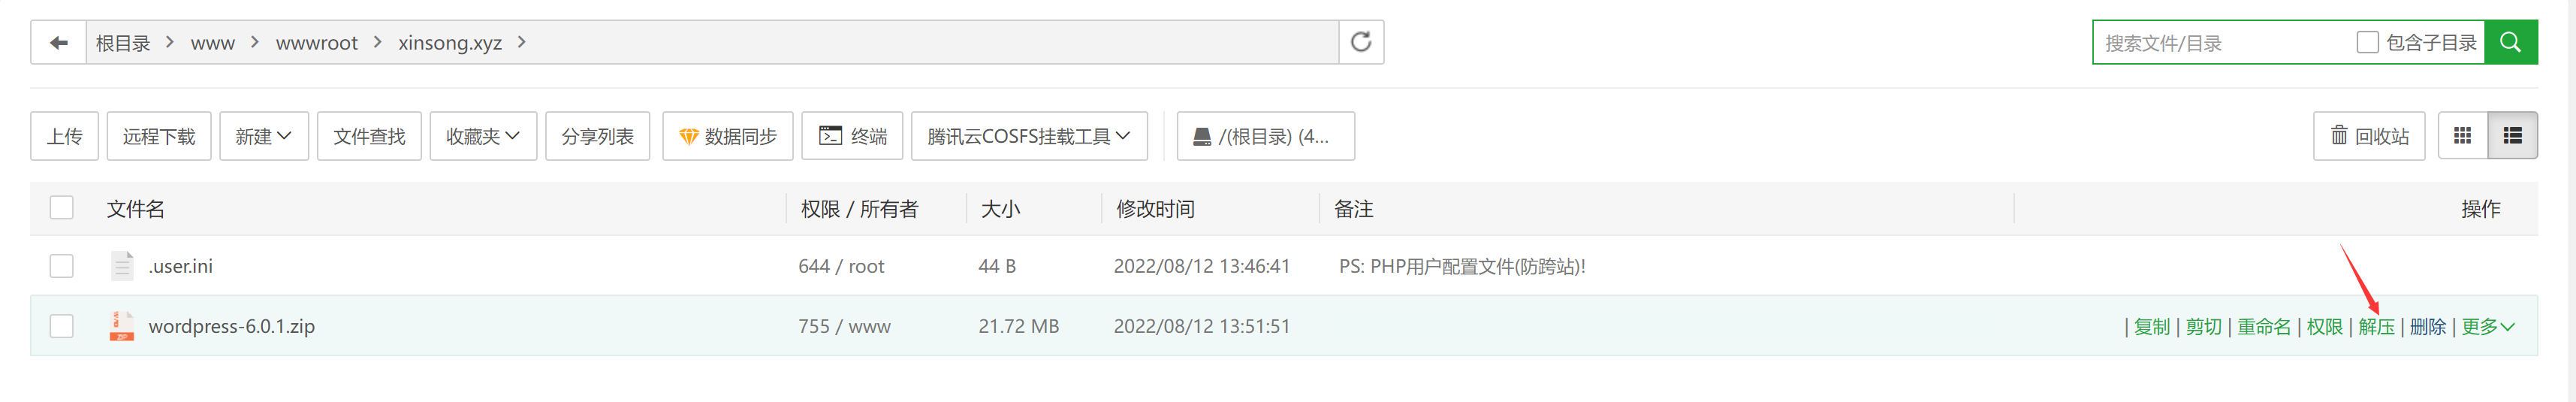 根目录 > www > wwwroot > xinsong.xyz >
搜索文件/目录 包含子目录
上传 远程下载 新建 文件查找 收藏夹 分享列表 数据同步 终端 腾讯云COSFS挂载工具 /(根目录) (4... 回收站
文件名 权限 / 所有者 大小 修改时间 备注 操作
.user.ini 644 / root 44 B 2022/08/12 13:46:41 PS: PHP用户配置文件(防跨站)!
wordpress-6.0.1.zip 755 / www 21.72 MB 2022/08/12 13:51:51 | 复制 | 剪切 | 重命名 | 权限 | 解压 | 删除 | 更多